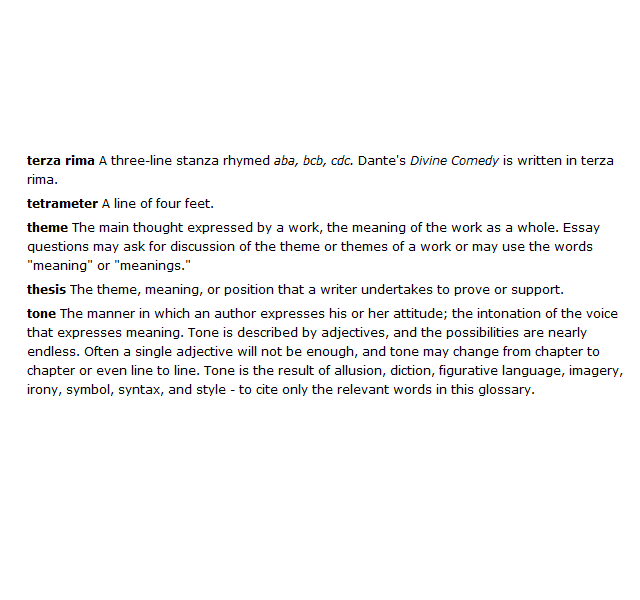 terza rima A three-line stanza rhymed aba, bcb, cdc. Dante's Divine Comedy is written in terza
rima.
tetrameter A line of four feet.
theme The main thought expressed by a work, the meaning of the work as a whole. Essay
questions may ask for discussion of the theme or themes of a work or may use the words
"meaning" or "meanings."
thesis The theme, meaning, or position that a writer undertakes to prove or support.
tone The manner in which an author expresses his or her attitude; the intonation of the voice
that expresses meaning. Tone is described by adjectives, and the possibilities are nearly
endless. Often a single adjective will not be enough, and tone may change from chapter to
chapter or even line to line. Tone is the result of allusion, diction, figurative language, imagery,
irony, symbol, syntax, and style - to cite only the relevant words in this glossary.